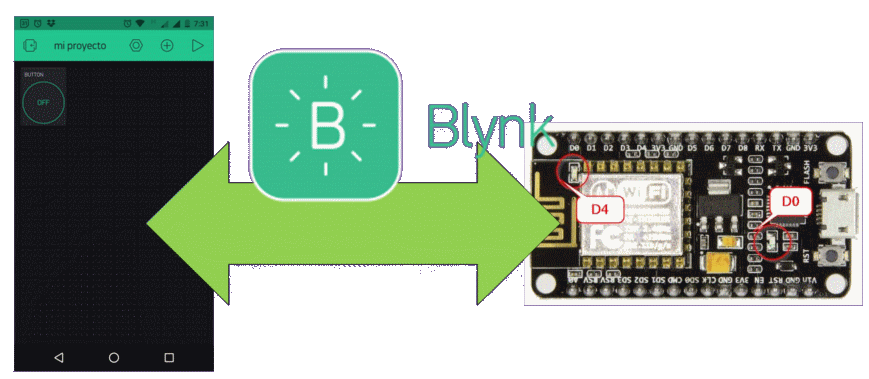 7:31
mi proyecto
BUTTON
OFF
B
Blynk
D0 D1 D2 D3 D4 3V3 GND D5 D6 D7 D8 RX TX GND 3V3
FLASH
WiFi
D4
D0
RST
A0 RSV RSV SD3 SD2 SD1 CMD SD0 CLK GND 3V3 EN RST GND Vin